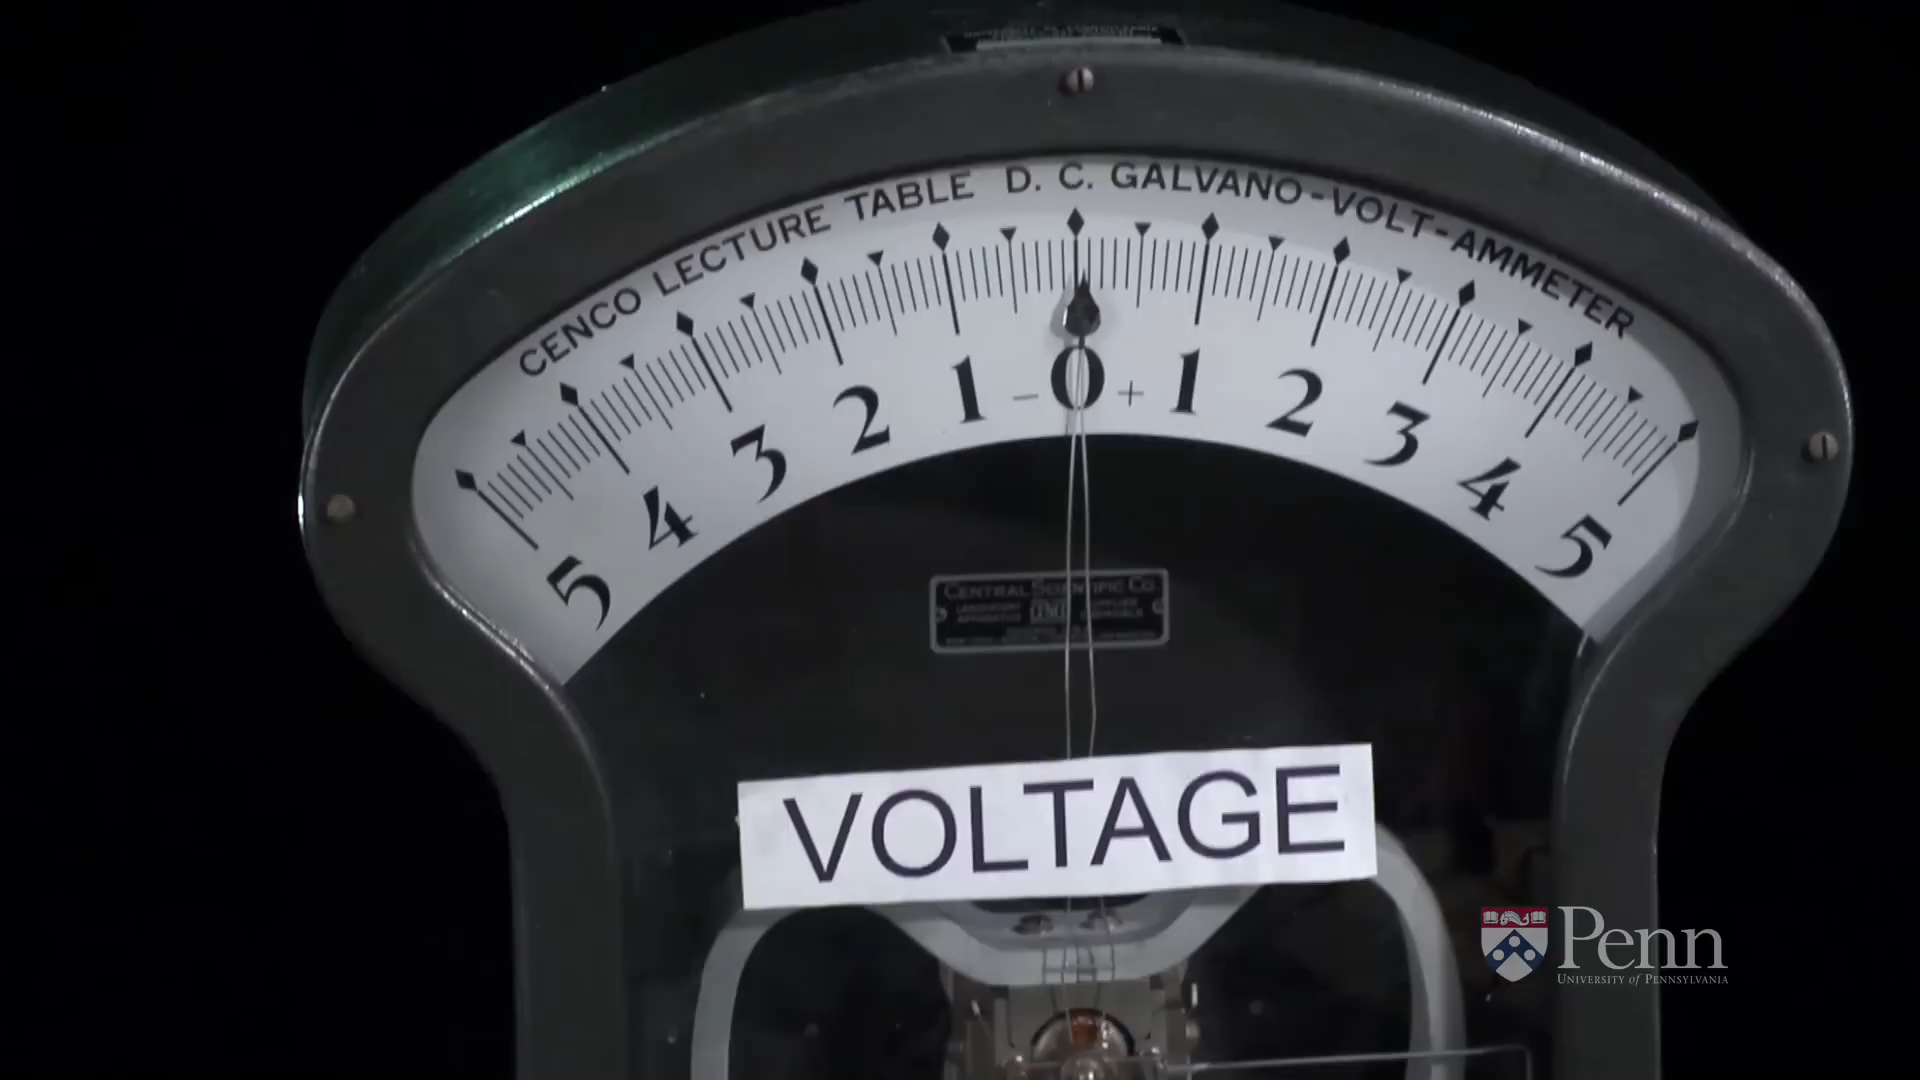 CENCO LECTURE TABLE D. C. GALVANO-VOLT-AMMETER
5 4 3 2 1 - 0 + 1 2 3 4 5
CENTRAL SCIENTIFIC CO.
VOLTAGE
Penn
UNIVERSITY of PENNSYLVANIA